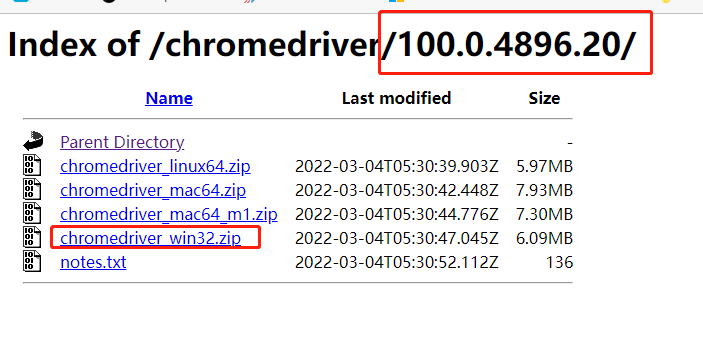 Index of /chromedriver/100.0.4896.20/
Name Last modified Size
Parent Directory -
chromedriver_linux64.zip 2022-03-04T05:30:39.903Z 5.97MB
chromedriver_mac64.zip 2022-03-04T05:30:42.448Z 7.93MB
chromedriver_mac64_m1.zip 2022-03-04T05:30:44.776Z 7.30MB
chromedriver_win32.zip 2022-03-04T05:30:47.045Z 6.09MB
notes.txt 2022-03-04T05:30:52.112Z 136